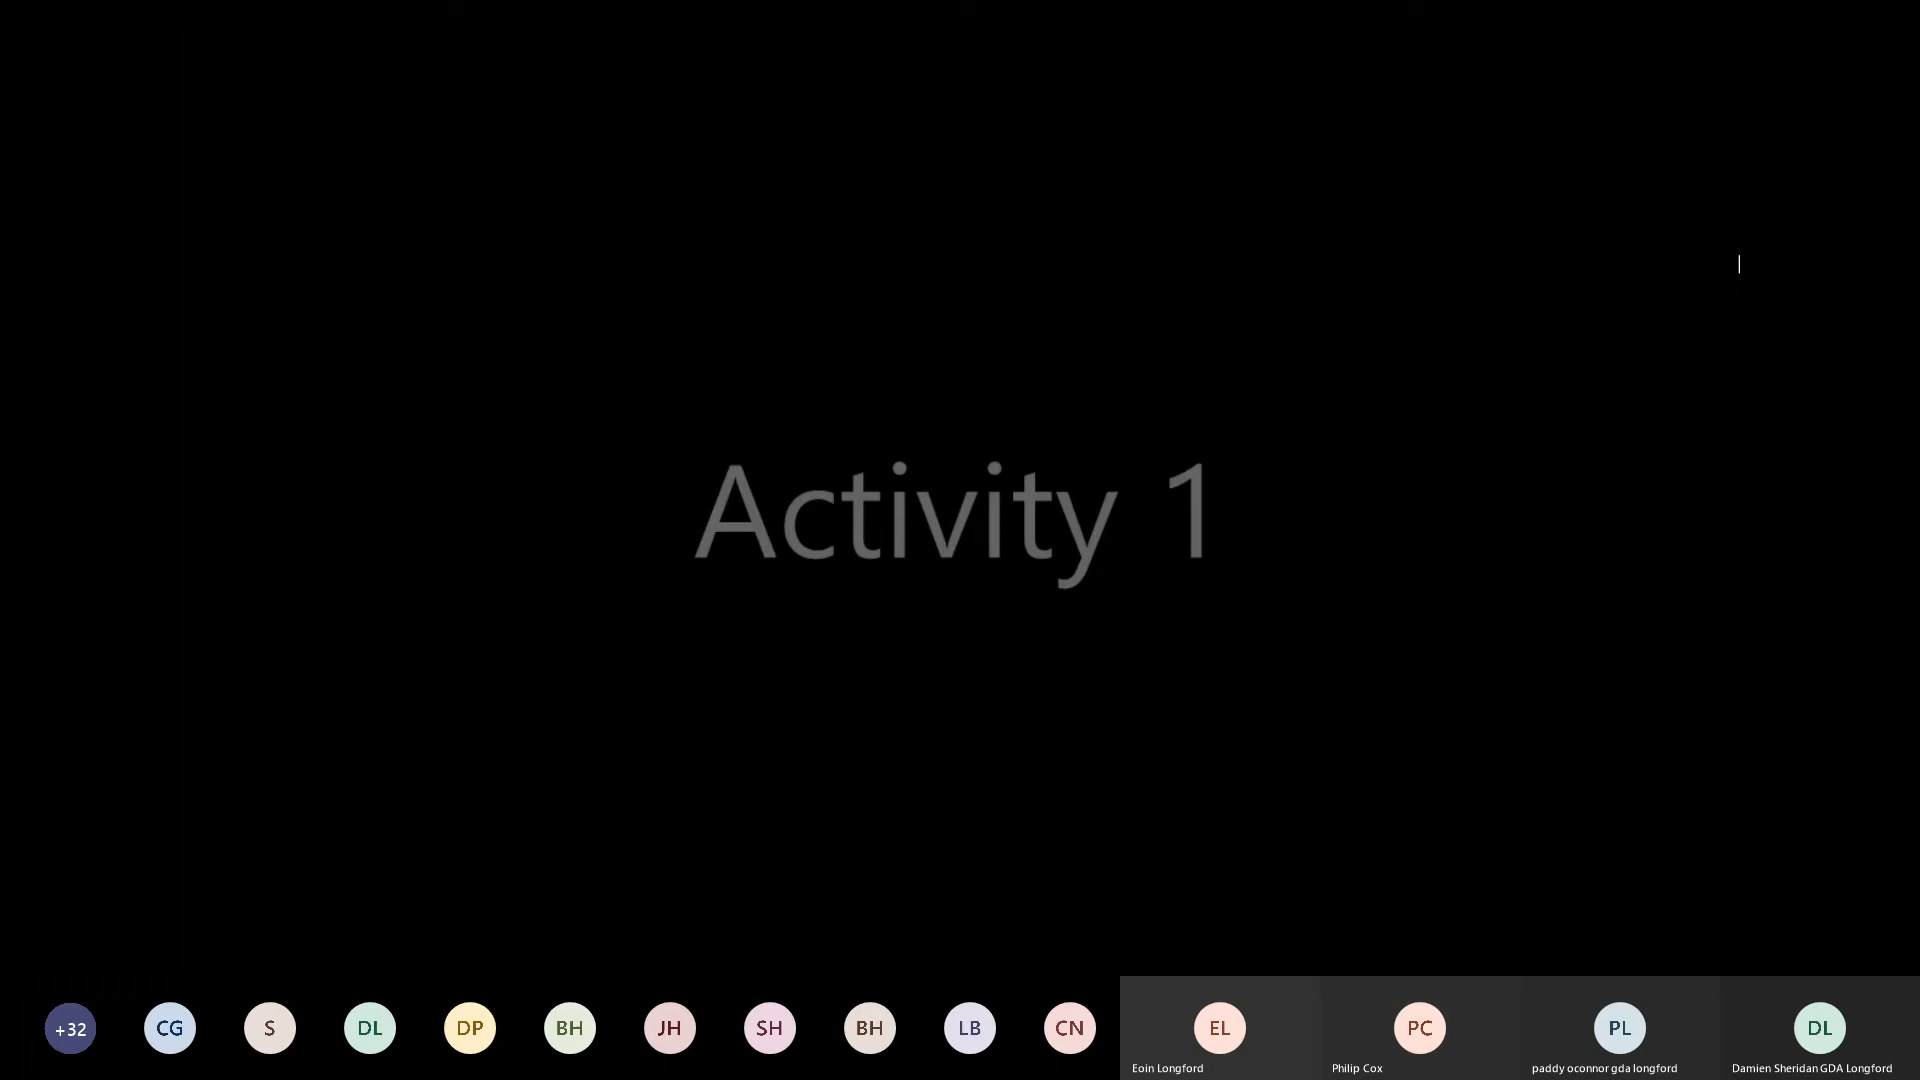 Activity 1
+32
CG
S
DL
DP
BH
JH
SH
BH
LB
CN
EL
PC
PL
DL
Eoin Longford
Philip Cox
paddy oconnor gda longford
Damien Sheridan GDA Longford